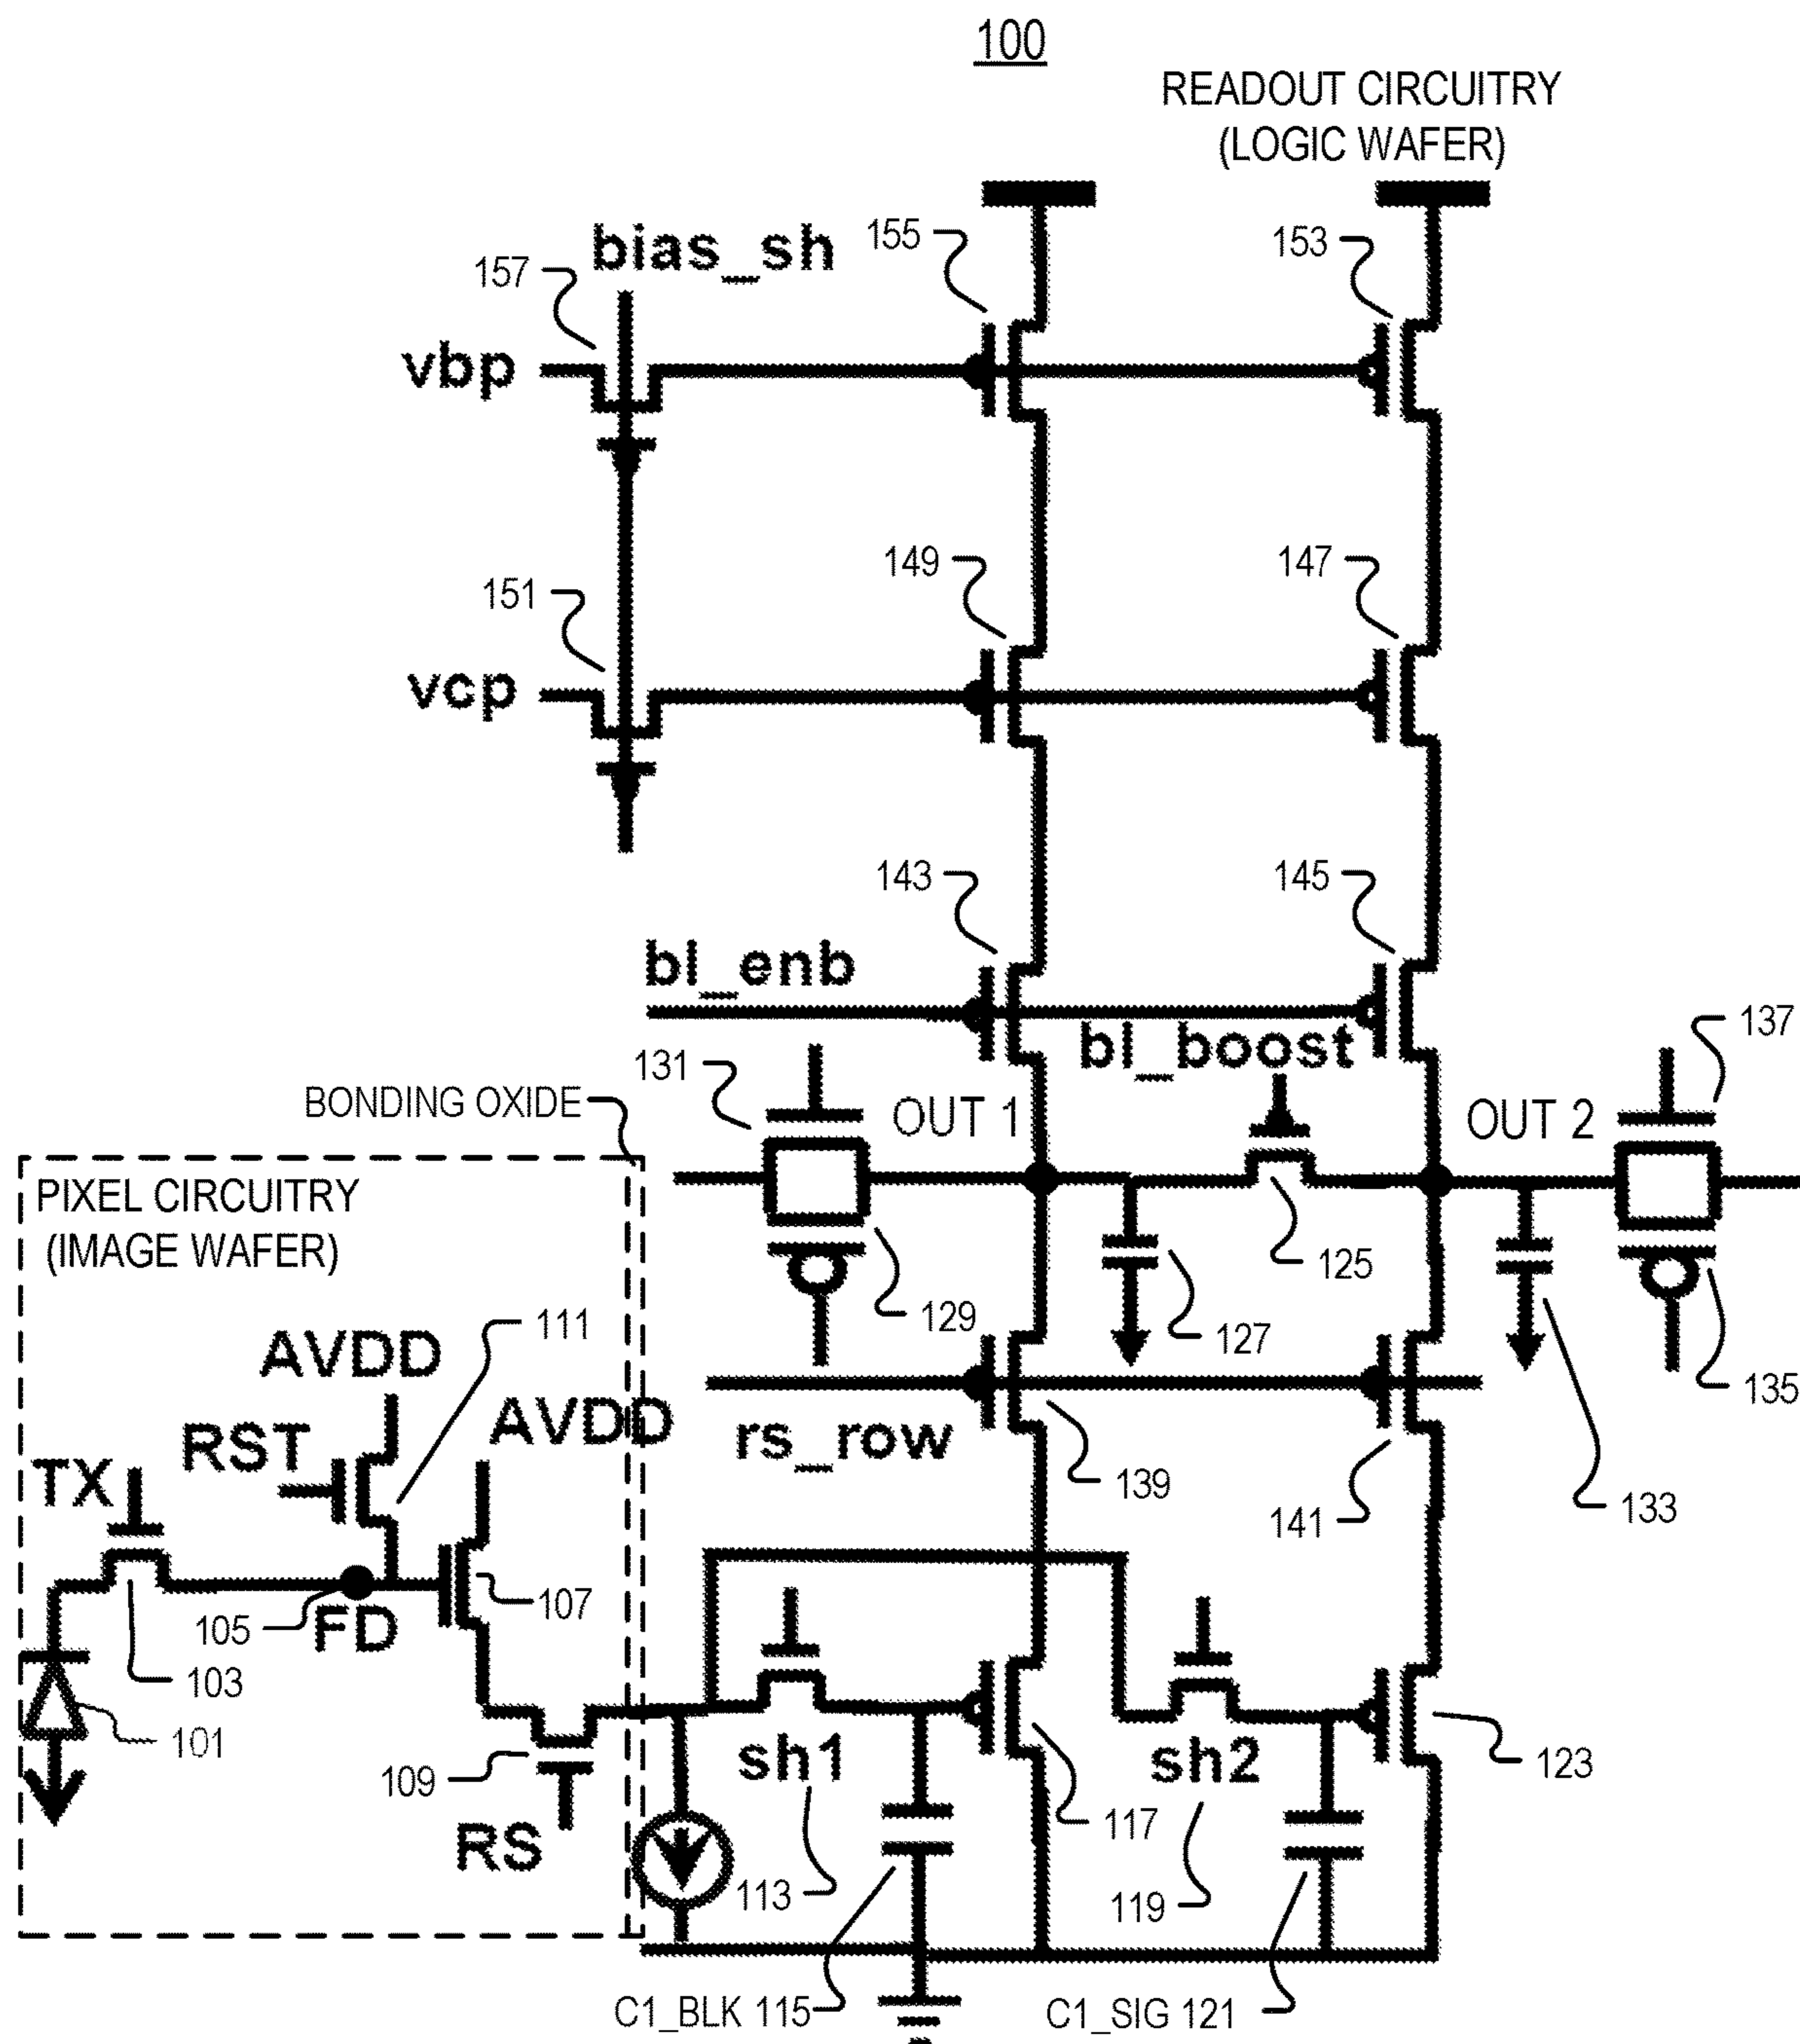 100
READOUT CIRCUITRY
(LOGIC WAFER)
155
153
bias_sh
157
vbp
149
147
151
vcp
143
145
bl_enb
137
bl_boost
131
BONDING OXIDE
OUT 1
OUT 2
PIXEL CIRCUITRY
(IMAGE WAFER)
125
129
127
111
AVDD
135
AVDD
RST
rs_row
TX
139
133
141
107
105
FD
103
101
sh1
sh2
109
123
117
RS
113
119
C1_BLK 115
C1_SIG 121